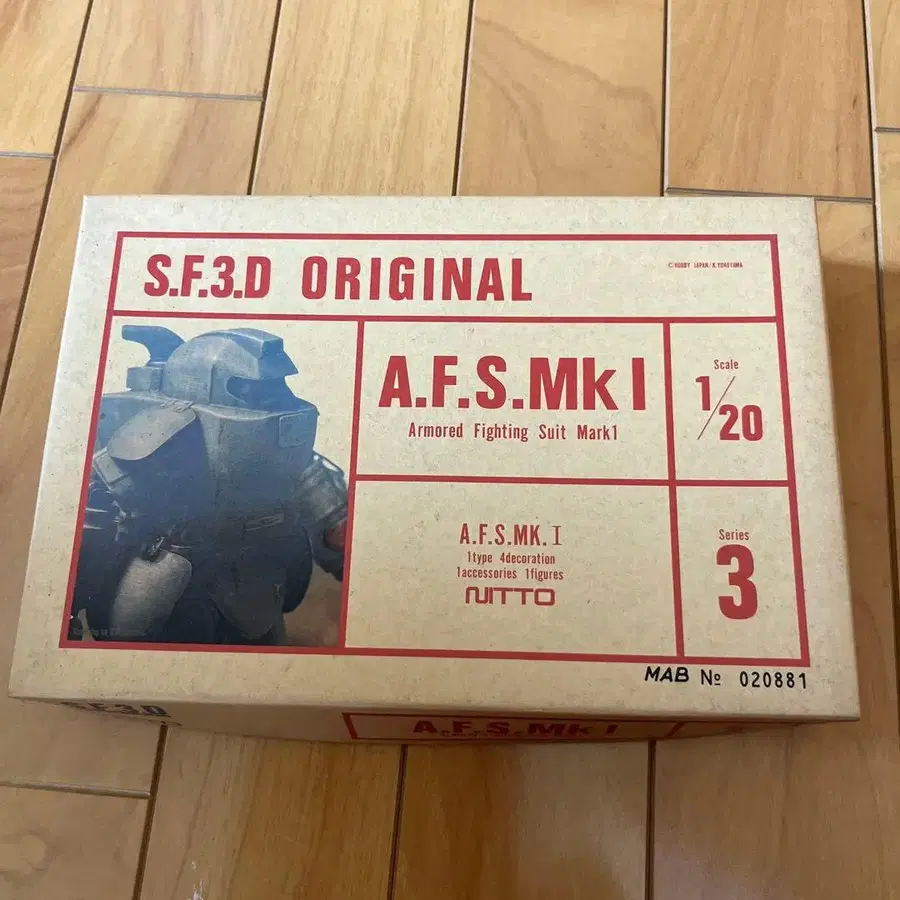 S.F.3.D ORIGINAL
© HOBBY JAPAN/K.YOKOYAMA
A.F.S.Mk I
Armored Fighting Suit Mark1
Scale
1/20
A.F.S.MK.I
1type 4decoration
1accessories 1figures
NITTO
Series
3
MAB № 020881
S.F.3.D
A.F.S.Mk I